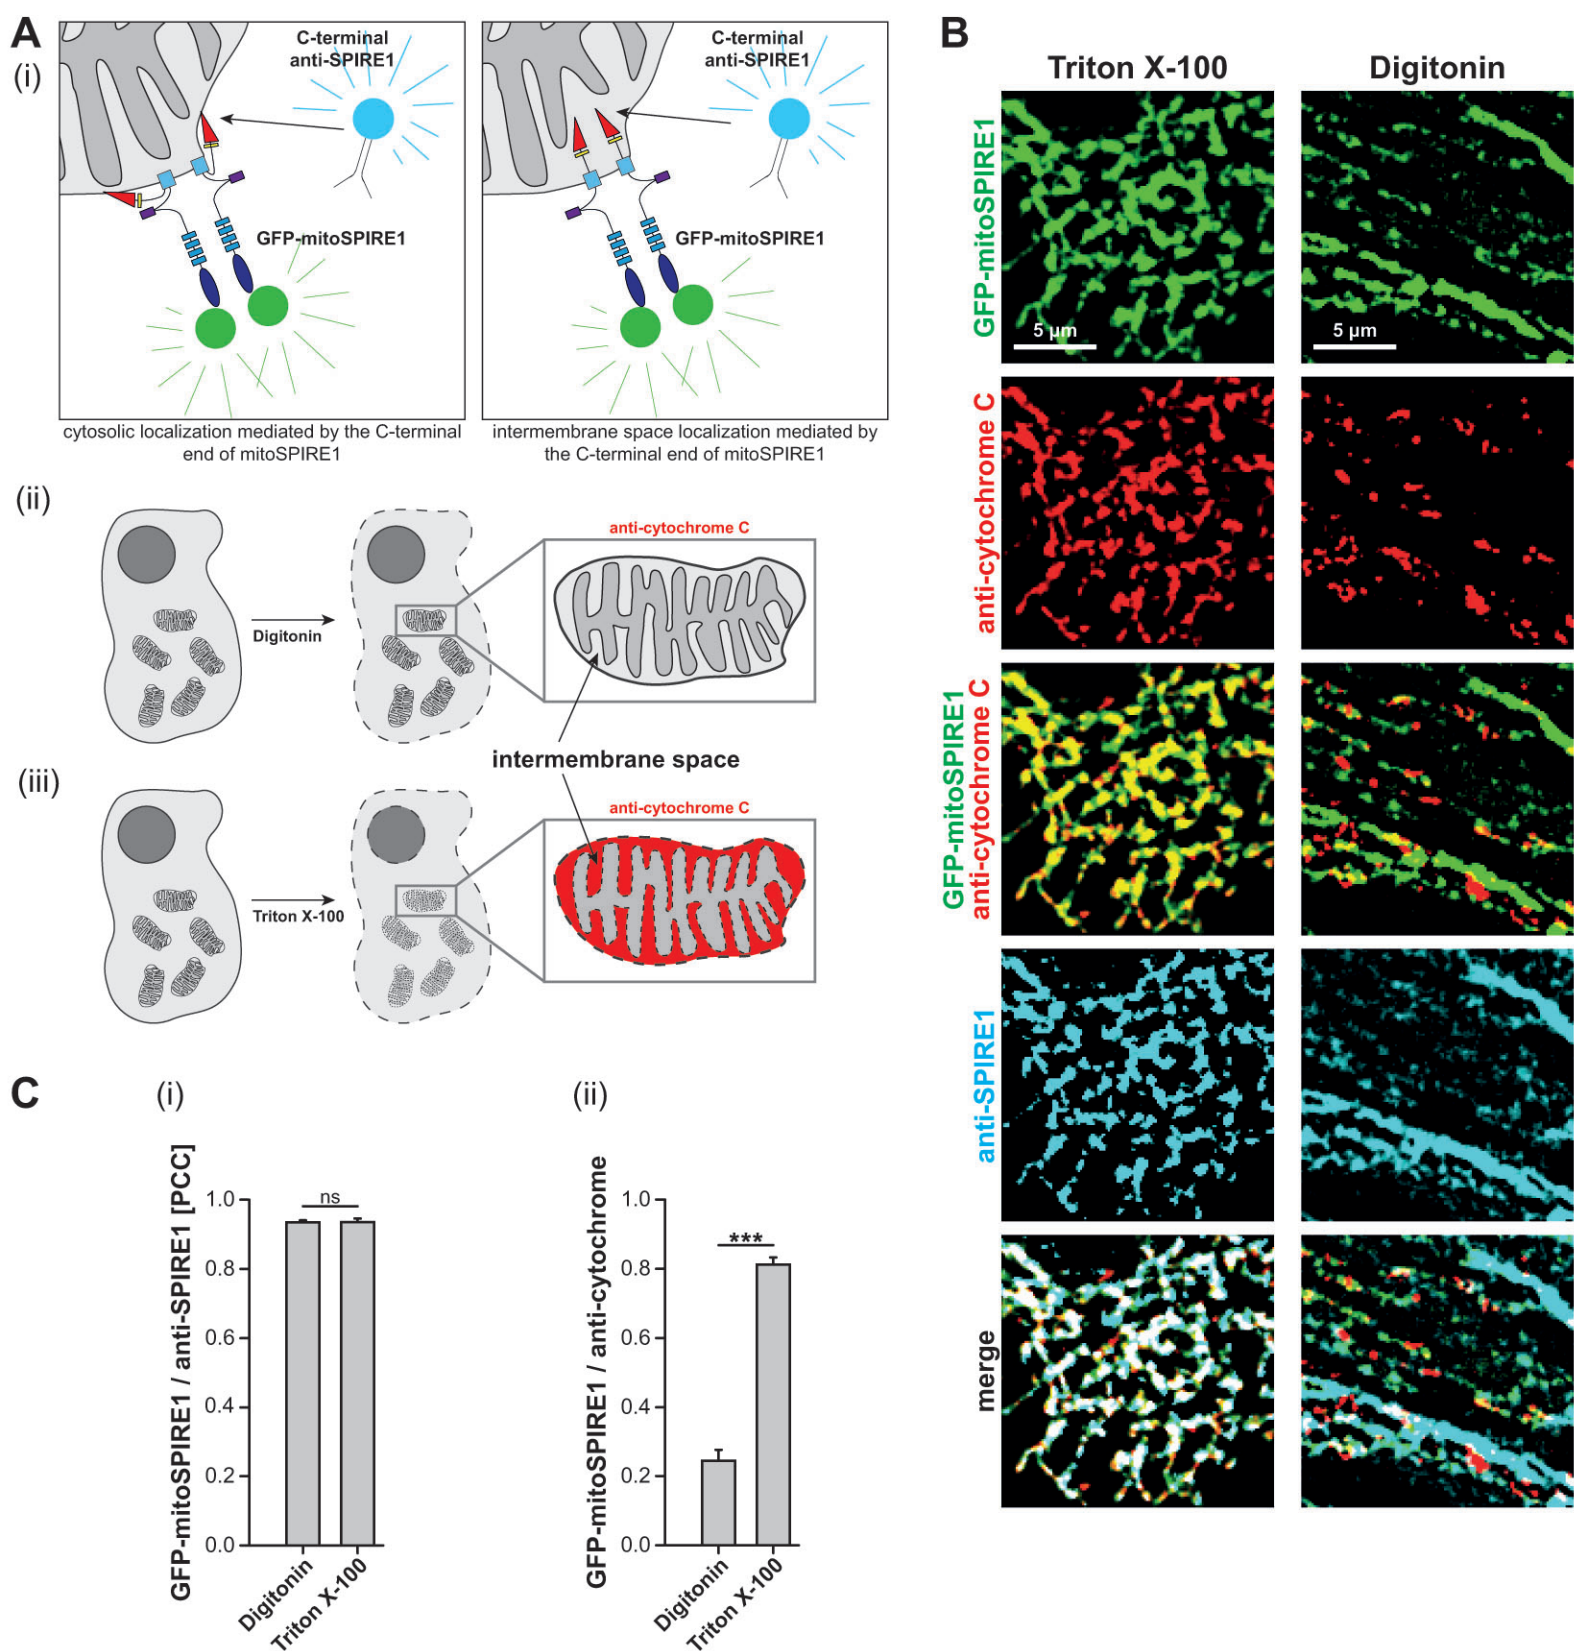 A
(i)
C-terminal
anti-SPIRE1
GFP-mitoSPIRE1
cytosolic localization mediated by the C-terminal
end of mitoSPIRE1
C-terminal
anti-SPIRE1
GFP-mitoSPIRE1
intermembrane space localization mediated by
the C-terminal end of mitoSPIRE1
(ii)
Digitonin
anti-cytochrome C
intermembrane space
(iii)
Triton X-100
anti-cytochrome C
B
Triton X-100
Digitonin
GFP-mitoSPIRE1
5 µm
5 µm
anti-cytochrome C
GFP-mitoSPIRE1
anti-cytochrome C
anti-SPIRE1
merge
C
(i)
GFP-mitoSPIRE1 / anti-SPIRE1 [PCC]
1.0
0.8
0.6
0.4
0.2
0.0
ns
Digitonin
Triton X-100
(ii)
GFP-mitoSPIRE1 / anti-cytochrome
1.0
0.8
0.6
0.4
0.2
0.0
***
Digitonin
Triton X-100